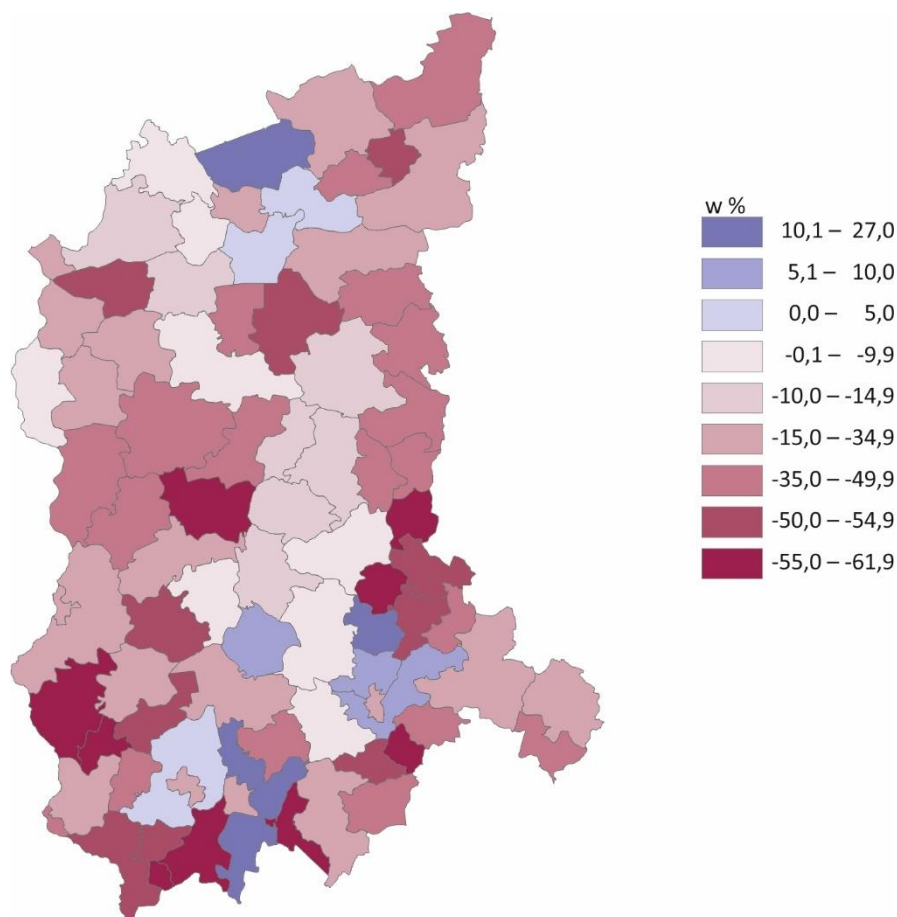 w %
10,1 – 27,0
5,1 – 10,0
0,0 – 5,0
-0,1 – -9,9
-10,0 – -14,9
-15,0 – -34,9
-35,0 – -49,9
-50,0 – -54,9
-55,0 – -61,9